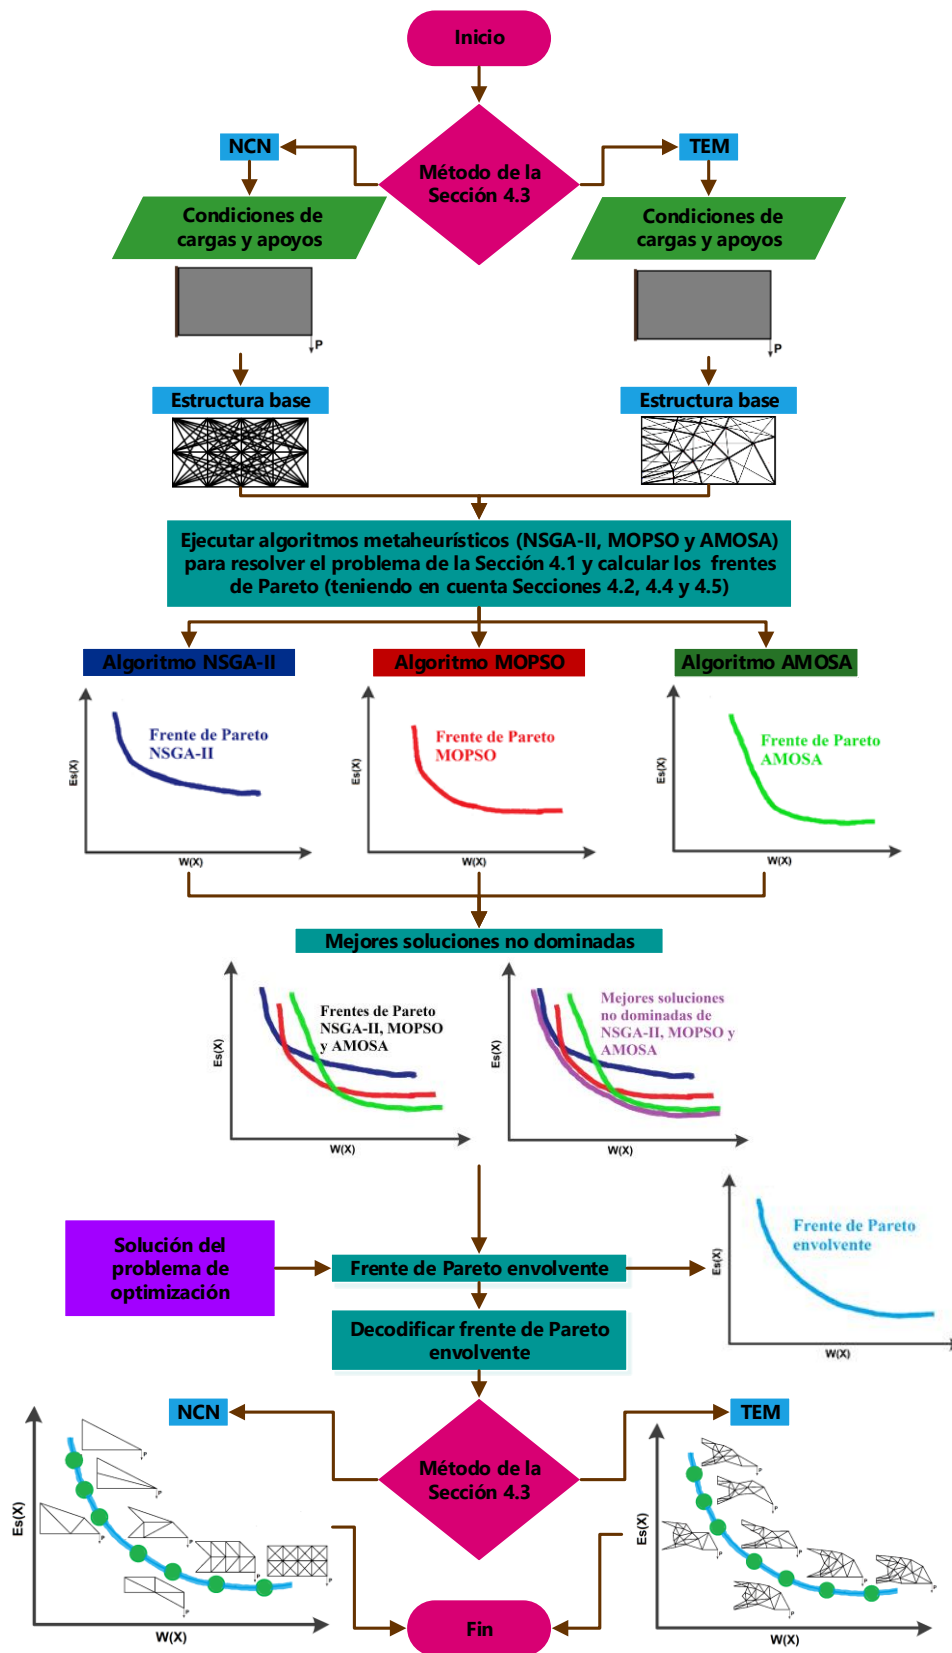 Inicio
Método de la
Sección 4.3
NCN
TEM
Condiciones de
cargas y apoyos
Condiciones de
cargas y apoyos
P
P
Estructura base
Estructura base
Ejecutar algoritmos metaheurísticos (NSGA-II, MOPSO y AMOSA)
para resolver el problema de la Sección 4.1 y calcular los frentes
de Pareto (teniendo en cuenta Secciones 4.2, 4.4 y 4.5)
Algoritmo NSGA-II
Algoritmo MOPSO
Algoritmo AMOSA
Frente de Pareto
NSGA-II
Es(X)
W(X)
Frente de Pareto
MOPSO
Es(X)
W(X)
Frente de Pareto
AMOSA
Es(X)
W(X)
Mejores soluciones no dominadas
Frentes de Pareto
NSGA-II, MOPSO
y AMOSA
Es(X)
W(X)
Mejores soluciones
no dominadas de
NSGA-II, MOPSO y
AMOSA
Es(X)
W(X)
Solución del
problema de
optimización
Frente de Pareto envolvente
Frente de Pareto
envolvente
Es(X)
W(X)
Decodificar frente de Pareto
envolvente
Método de la
Sección 4.3
NCN
TEM
Es(X)
P
P
P
P
P
P
P
W(X)
Es(X)
P
P
P
P
P
P
P
W(X)
Fin